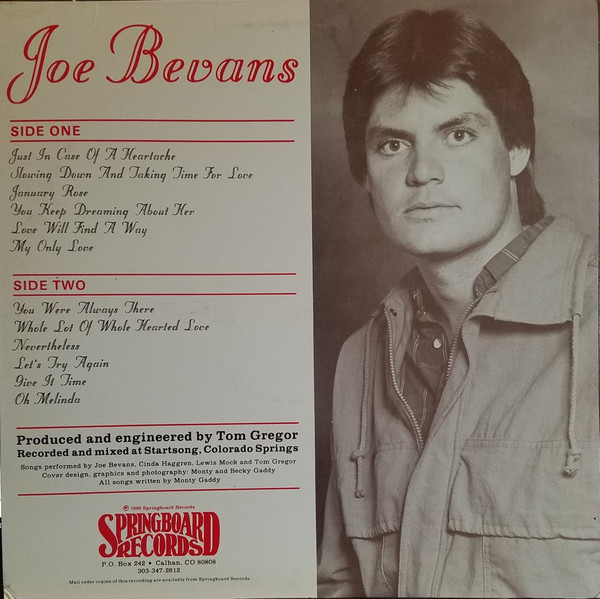 Joe Bevans
SIDE ONE
Just In Case Of A Heartache
Slowing Down And Taking Time For Love
January Rose
You Keep Dreaming About Her
Love Will Find A Way
My Only Love
SIDE TWO
You Were Always There
Whole Lot Of Whole Hearted Love
Nevertheless
Let's Try Again
Give It Time
Oh Melinda
Produced and engineered by Tom Gregor
Recorded and mixed at Startsong, Colorado Springs
Songs performed by Joe Bevans, Cinda Haggren, Lewis Mock and Tom Gregor
Cover design, graphics and photography: Monty and Becky Gaddy
All songs written by Monty Gaddy
℗ 1986 Springboard Records
SPRINGBOARD
RECORDS
P.O. Box 242 • Calhan, CO 80808
303-347-2612
Mail order copies of this recording are available from Springboard Records